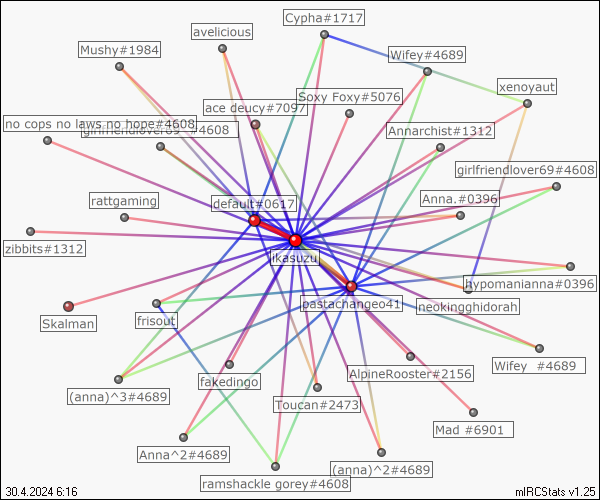 Cypha#1717
avelicious
Mushy#1984
Wifey#4689
xenoyaut
Soxy Foxy#5076
ace deucy#7097
no cops no laws no hope#4608
girlfriendlover69 #4608
Annarchist#1312
girlfriendlover69#4608
rattgaming
default#0617
Anna.#0396
zibbits#1312
ikasuzu
hypomanianna#0396
pastachangeo41
neokingghidorah
Skalman
frisout
Wifey #4689
AlpineRooster#2156
fakedingo
(anna)^3#4689
Toucan#2473
Mad #6901
Anna^2#4689
(anna)^2#4689
ramshackle gorey#4608
30.4.2024 6:16
mIRCStats v1.25